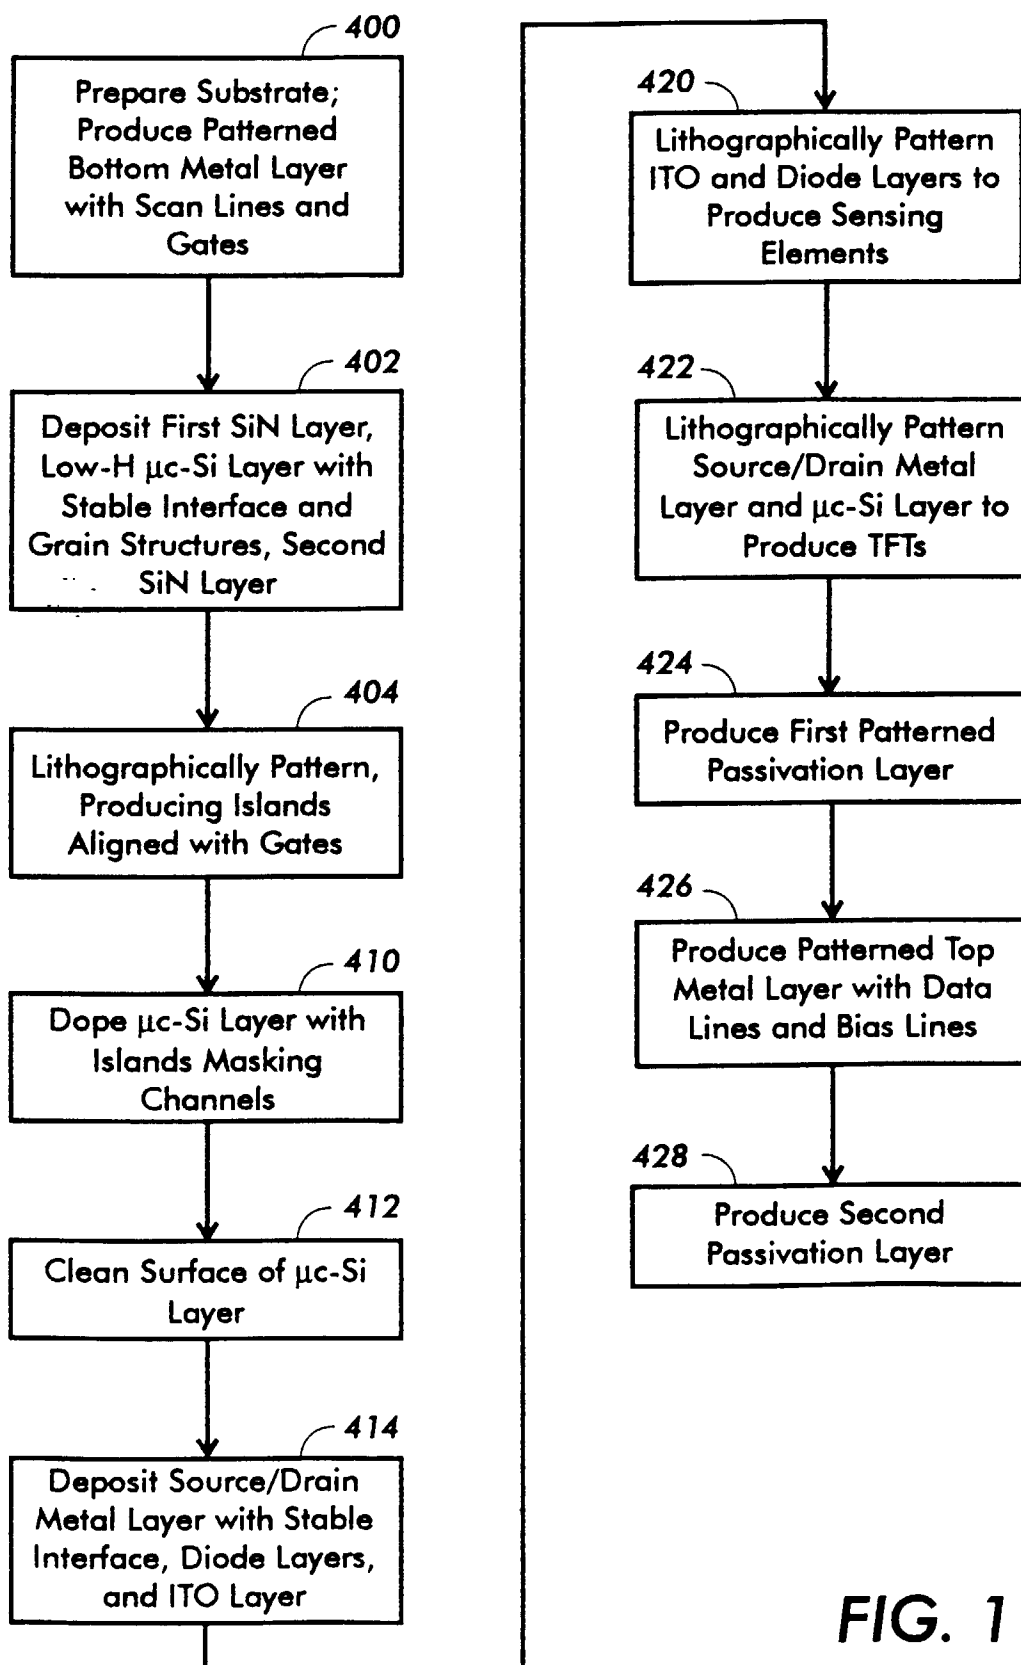 400
Prepare Substrate;
Produce Patterned
Bottom Metal Layer
with Scan Lines and
Gates
402
Deposit First SiN Layer,
Low-H μc-Si Layer with
Stable Interface and
Grain Structures, Second
SiN Layer
404
Lithographically Pattern,
Producing Islands
Aligned with Gates
410
Dope μc-Si Layer with
Islands Masking
Channels
412
Clean Surface of μc-Si
Layer
414
Deposit Source/Drain
Metal Layer with Stable
Interface, Diode Layers,
and ITO Layer
420
Lithographically Pattern
ITO and Diode Layers to
Produce Sensing
Elements
422
Lithographically Pattern
Source/Drain Metal
Layer and μc-Si Layer to
Produce TFTs
424
Produce First Patterned
Passivation Layer
426
Produce Patterned Top
Metal Layer with Data
Lines and Bias Lines
428
Produce Second
Passivation Layer
FIG. 1